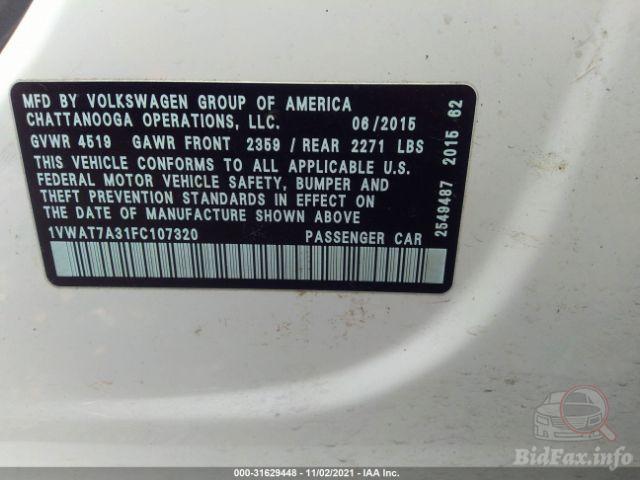 MFD BY VOLKSWAGEN GROUP OF AMERICA
CHATTANOOGA OPERATIONS, LLC. 06/2015
GVWR 4519 GAWR FRONT 2359 / REAR 2271 LBS
THIS VEHICLE CONFORMS TO ALL APPLICABLE U.S.
FEDERAL MOTOR VEHICLE SAFETY, BUMPER AND
THEFT PREVENTION STANDARDS IN EFFECT ON
THE DATE OF MANUFACTURE SHOWN ABOVE
1VWAT7A31FC107320 PASSENGER CAR
2549487 2015 62
BidFax.info
000-31629448 - 11/02/2021 - IAA Inc.